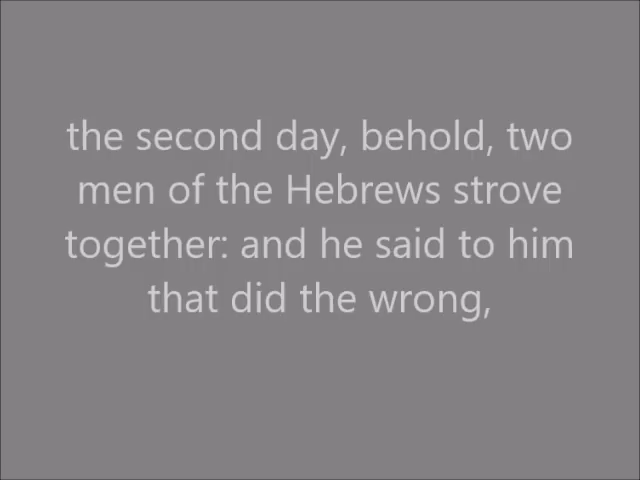 the second day, behold, two
men of the Hebrews strove
together: and he said to him
that did the wrong,